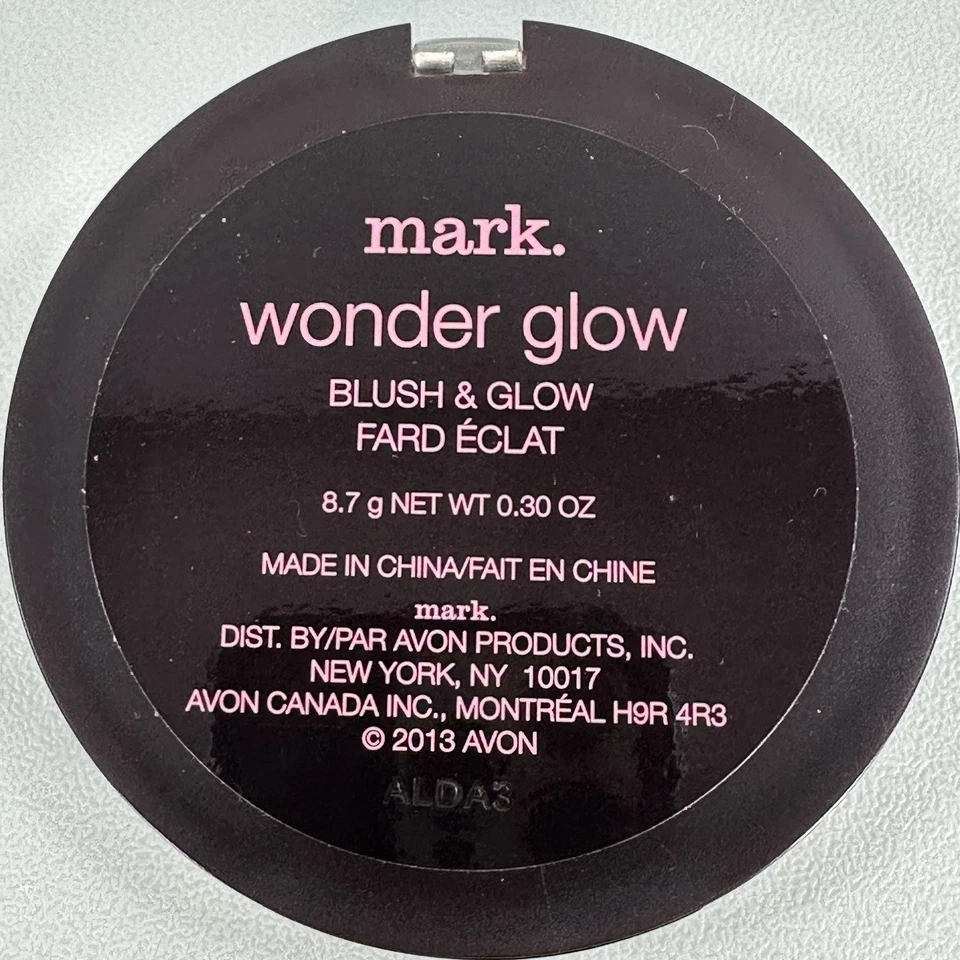 mark.
wonder glow
BLUSH & GLOW
FARD ÉCLAT
8.7 g NET WT 0.30 OZ
MADE IN CHINA/FAIT EN CHINE
mark.
DIST. BY/PAR AVON PRODUCTS, INC.
NEW YORK, NY 10017
AVON CANADA INC., MONTRÉAL H9R 4R3
© 2013 AVON
ALDA3